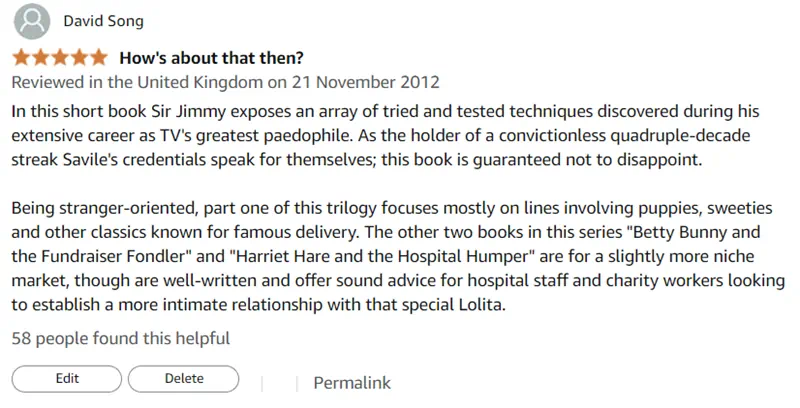 David Song
How's about that then?
Reviewed in the United Kingdom on 21 November 2012
In this short book Sir Jimmy exposes an array of tried and tested techniques discovered during his
extensive career as TV's greatest paedophile. As the holder of a convictionless quadruple-decade
streak Savile's credentials speak for themselves; this book is guaranteed not to disappoint.
Being stranger-oriented, part one of this trilogy focuses mostly on lines involving puppies, sweeties
and other classics known for famous delivery. The other two books in this series "Betty Bunny and
the Fundraiser Fondler" and "Harriet Hare and the Hospital Humper" are for a slightly more niche
market, though are well-written and offer sound advice for hospital staff and charity workers looking
to establish a more intimate relationship with that special Lolita.
58 people found this helpful
Edit Delete Permalink